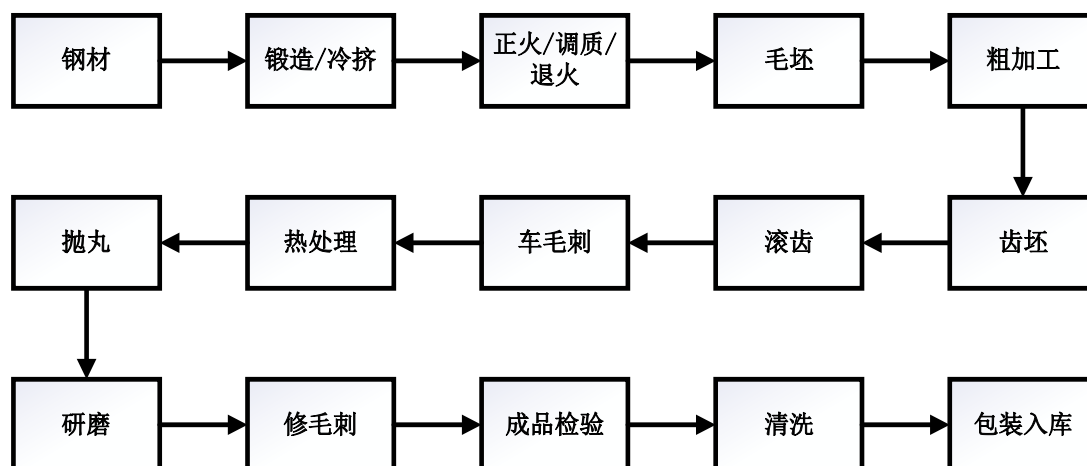 钢材
锻造/冷挤
正火/调质/
退火
毛坯
粗加工
齿坯
滚齿
车毛刺
热处理
抛丸
研磨
修毛刺
成品检验
清洗
包装入库